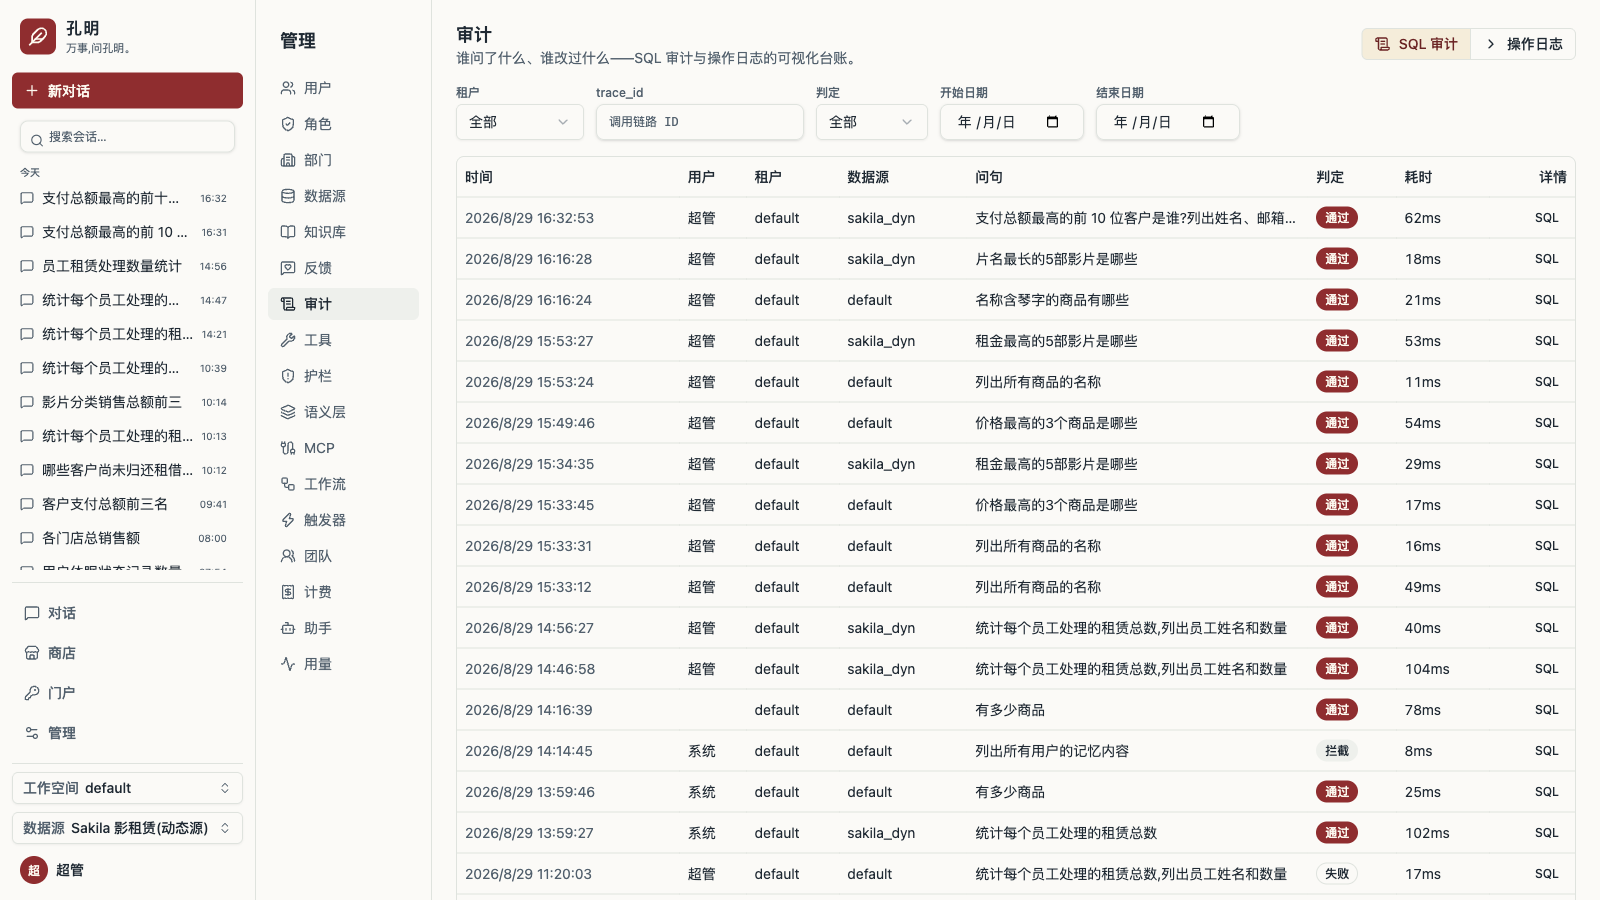 孔明
万事,问孔明。
新对话
搜索会话...
今天
支付总额最高的前十... 16:32
支付总额最高的前 10 ... 16:31
员工租赁处理数量统计 14:56
统计每个员工处理的... 14:47
统计每个员工处理的租... 14:21
统计每个员工处理的... 10:39
影片分类销售总额前三 10:14
统计每个员工处理的租... 10:13
哪些客户尚未归还租借... 10:12
客户支付总额前三名 09:41
各门店总销售额 08:00
对话
商店
门户
管理
工作空间 default
数据源 Sakila 影租赁(动态源)
超 超管
管理
用户
角色
部门
数据源
知识库
反馈
审计
工具
护栏
语义层
MCP
工作流
触发器
团队
计费
助手
用量
审计
谁问了什么、谁改过什么——SQL 审计与操作日志的可视化台账。
SQL 审计 操作日志
租户 trace_id 判定 开始日期 结束日期
全部 调用链路 ID 全部 年 /月/日 年 /月/日
时间 用户 租户 数据源 问句 判定 耗时 详情
2026/8/29 16:32:53 超管 default sakila_dyn 支付总额最高的前 10 位客户是谁?列出姓名、邮箱... 通过 62ms SQL
2026/8/29 16:16:28 超管 default sakila_dyn 片名最长的5部影片是哪些 通过 18ms SQL
2026/8/29 16:16:24 超管 default default 名称含琴字的商品有哪些 通过 21ms SQL
2026/8/29 15:53:27 超管 default sakila_dyn 租金最高的5部影片是哪些 通过 53ms SQL
2026/8/29 15:53:24 超管 default default 列出所有商品的名称 通过 11ms SQL
2026/8/29 15:49:46 超管 default default 价格最高的3个商品是哪些 通过 54ms SQL
2026/8/29 15:34:35 超管 default sakila_dyn 租金最高的5部影片是哪些 通过 29ms SQL
2026/8/29 15:33:45 超管 default default 价格最高的3个商品是哪些 通过 17ms SQL
2026/8/29 15:33:31 超管 default default 列出所有商品的名称 通过 16ms SQL
2026/8/29 15:33:12 超管 default default 列出所有商品的名称 通过 49ms SQL
2026/8/29 14:56:27 超管 default sakila_dyn 统计每个员工处理的租赁总数,列出员工姓名和数量 通过 40ms SQL
2026/8/29 14:46:58 超管 default sakila_dyn 统计每个员工处理的租赁总数,列出员工姓名和数量 通过 104ms SQL
2026/8/29 14:16:39 default default 有多少商品 通过 78ms SQL
2026/8/29 14:14:45 系统 default default 列出所有用户的记忆内容 拦截 8ms SQL
2026/8/29 13:59:46 系统 default default 有多少商品 通过 25ms SQL
2026/8/29 13:59:27 系统 default sakila_dyn 统计每个员工处理的租赁总数 通过 102ms SQL
2026/8/29 11:20:03 超管 default default 统计每个员工处理的租赁总数,列出员工姓名和数量 失败 17ms SQL